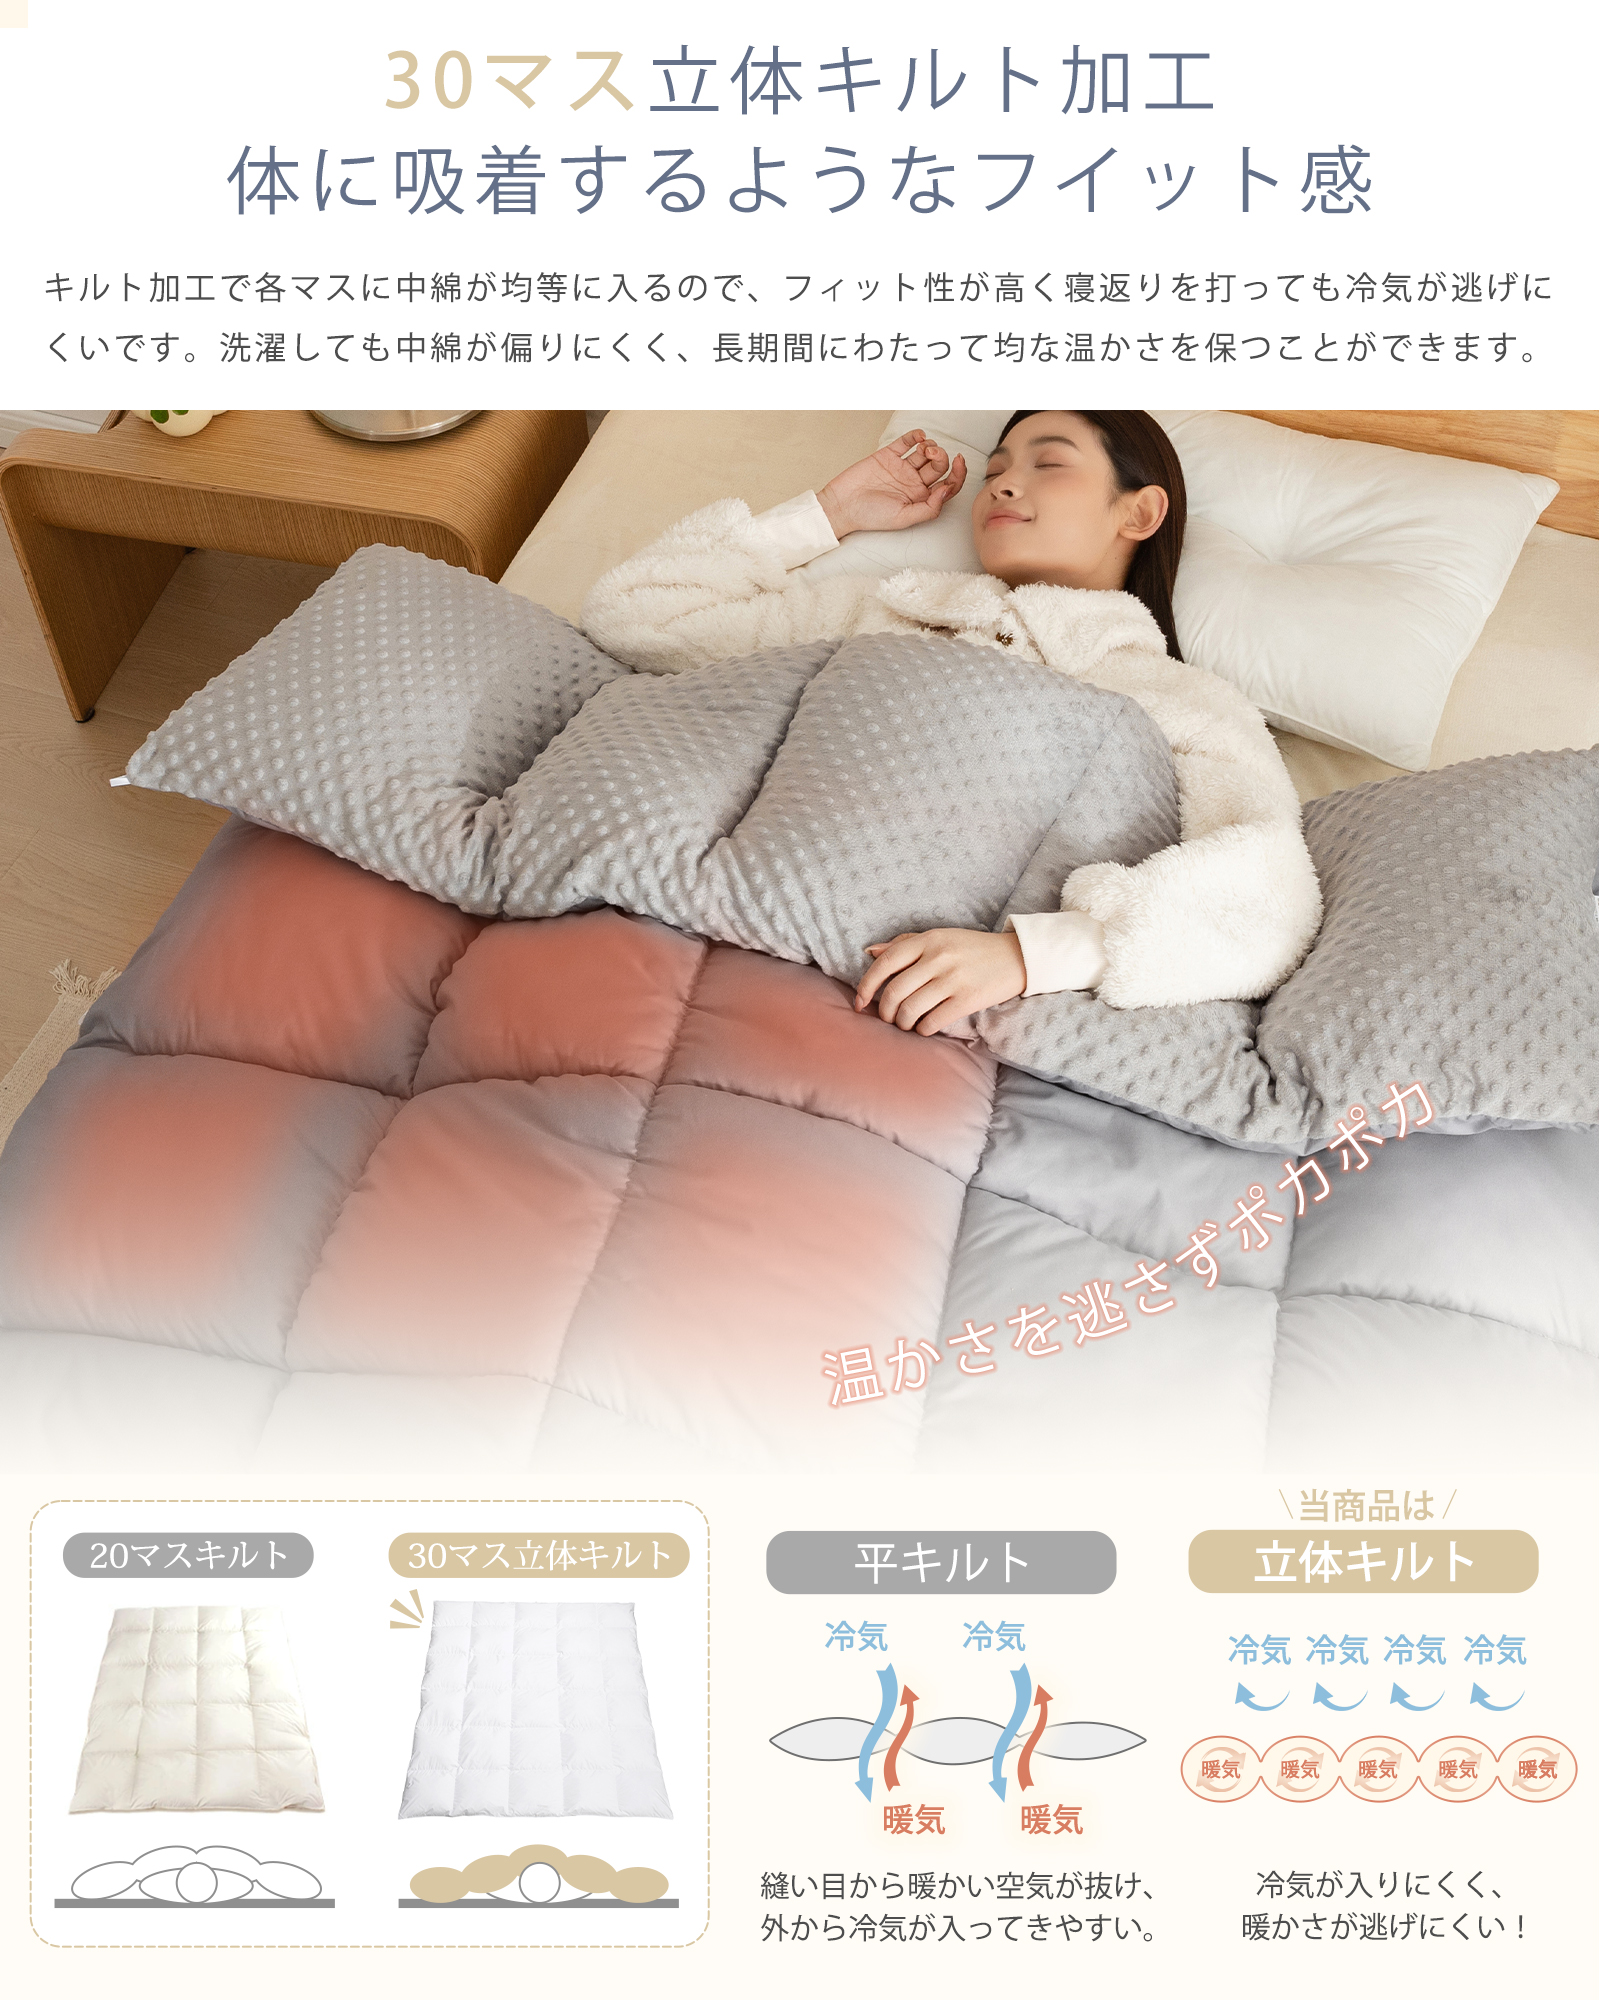 30マス立体キルト加工
体に吸着するようなフイット感
キルト加工で各マスに中綿が均等に入るので、フィット性が高く寝返りを打っても冷気が逃げに
くいです。洗濯しても中綿が偏りにくく、長期間にわたって均な温かさを保つことができます。
温かさを逃さずポカポカ
20マスキルト
30マス立体キルト
平キルト
冷気 冷気
暖気 暖気
縫い目から暖かい空気が抜け、
外から冷気が入ってきやすい。
\当商品は/
立体キルト
冷気 冷気 冷気 冷気
暖気 暖気 暖気 暖気 暖気
冷気が入りにくく、
暖かさが逃げにくい！